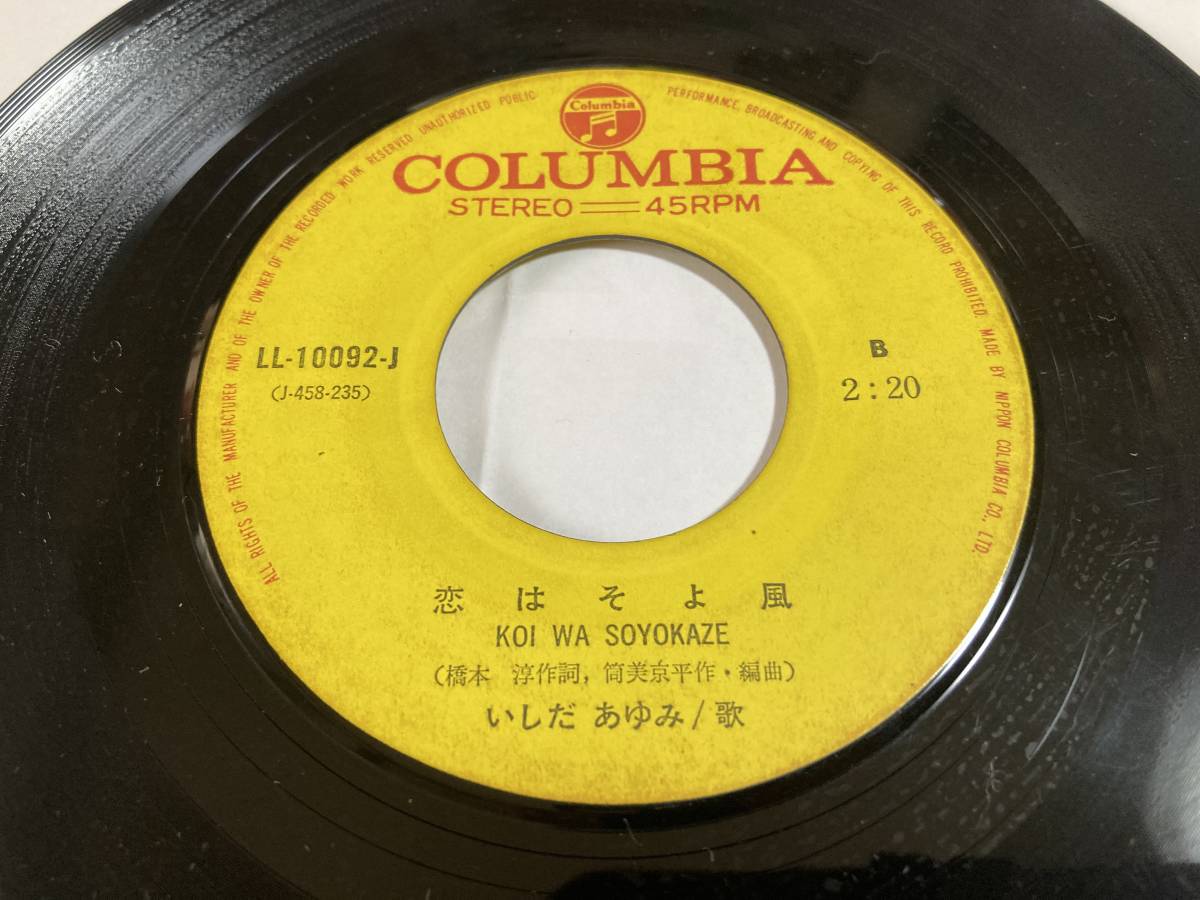 ALL RIGHTS OF THE MANUFACTURER AND OF THE OWNER OF THE RECORDED WORK RESERVED UNAUTHORIZED PUBLIC PERFORMANCE, BROADCASTING AND COPYING OF THIS RECORD PROHIBITED. MADE BY NIPPON COLUMBIA CO., LTD.
Columbia
COLUMBIA
STEREO 45RPM
LL-10092-J
(J-458-235)
B
2:20
恋はそよ風
KOI WA SOYOKAZE
(橋本 淳作詞, 筒美京平作・編曲)
いしだ あゆみ/歌